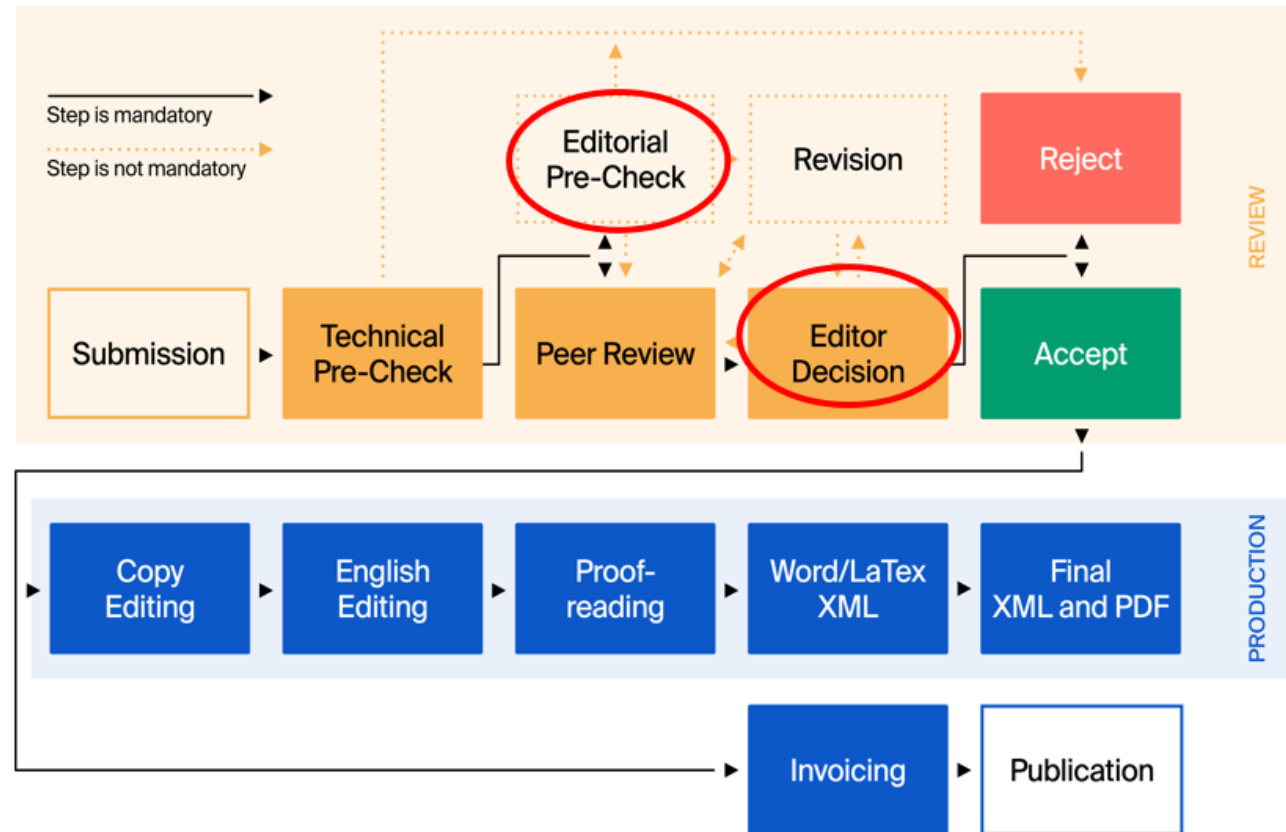 Step is mandatory
Step is not mandatory
Editorial
Pre-Check
Revision
Reject
REVIEW
Submission
Technical
Pre-Check
Peer Review
Editor
Decision
Accept
Copy
Editing
English
Editing
Proof-
reading
Word/LaTex
XML
Final
XML and PDF
PRODUCTION
Invoicing
Publication